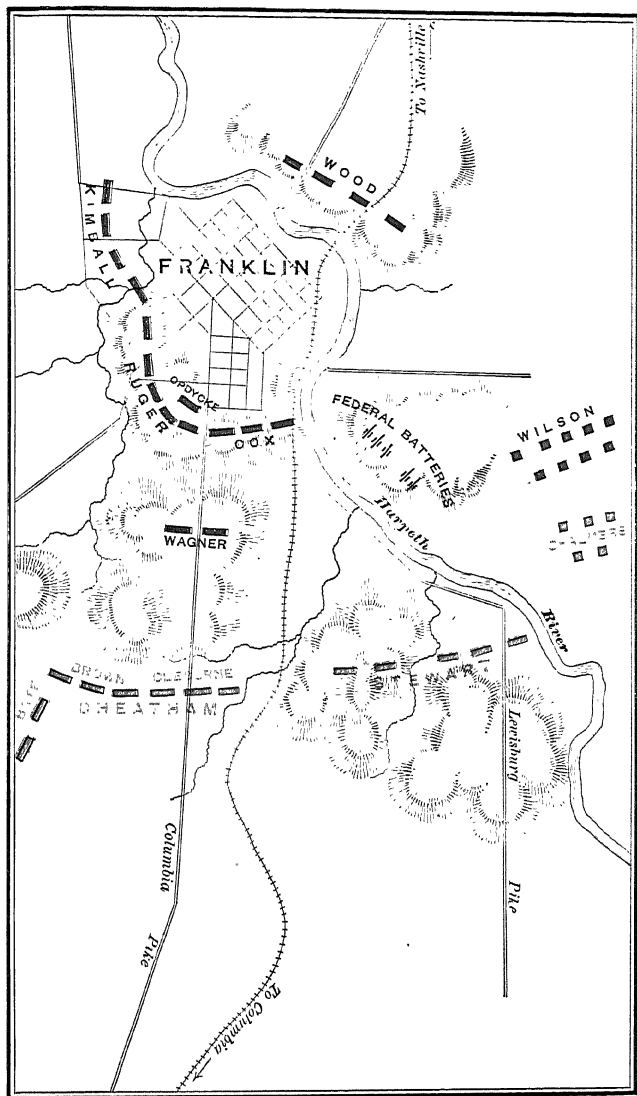 To Nashville
WOOD
KIMBALL
FRANKLIN
RUGER
OPDYCKE
COX
FEDERAL BATTERIES
WILSON
CHALMERS
WAGNER
Harpeth
River
BROWN CLEBURNE
CHEATHAM
STEWART
Lewisburg
Pike
Columbia
Pike
To Columbia